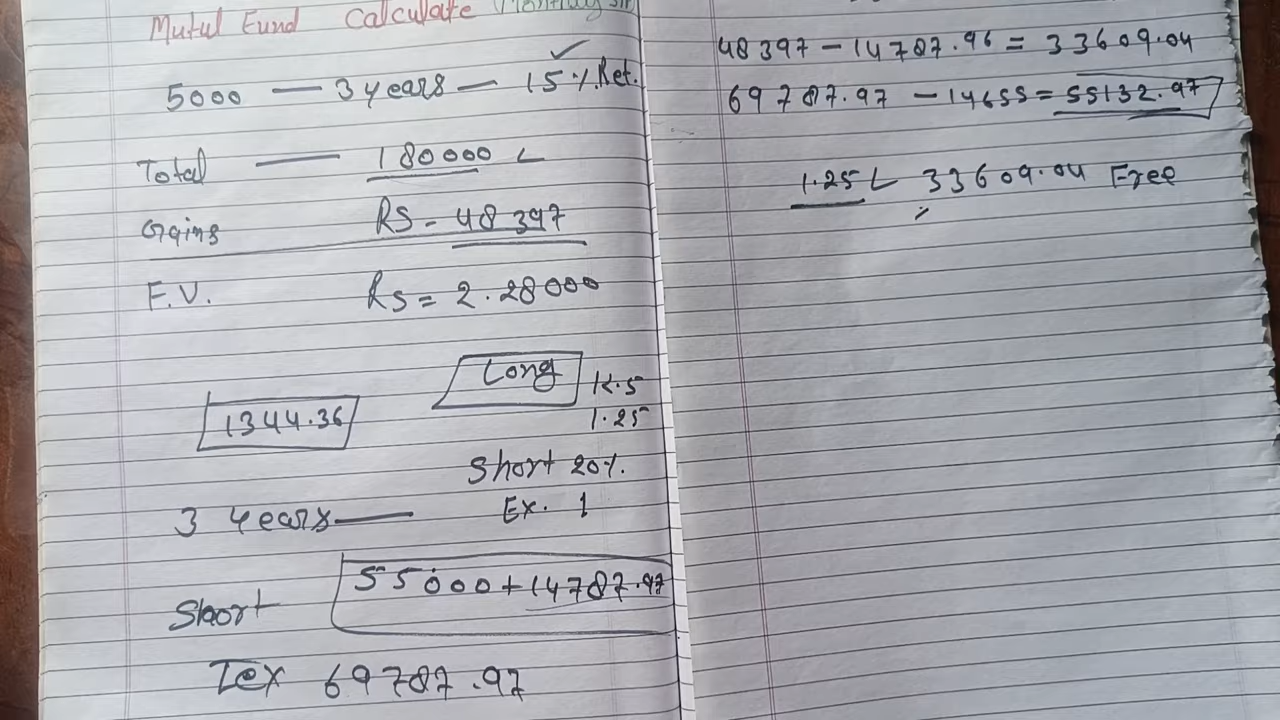 Mutul Fund Calculate Monthly
5000 — 3 years — 15 % Ret.
Total — 180000 L
Gains Rs - 48397
F.V. Rs = 2.28000
Long
1344.36
1.25
Short 20%.
3 years — Ex. 1
55000 + 14787.97
Short
Tex 69787.97
48397 - 14787.96 = 33609.04
69787.97 - 14655 = 55132.97
1.25 L 33609.04 Free